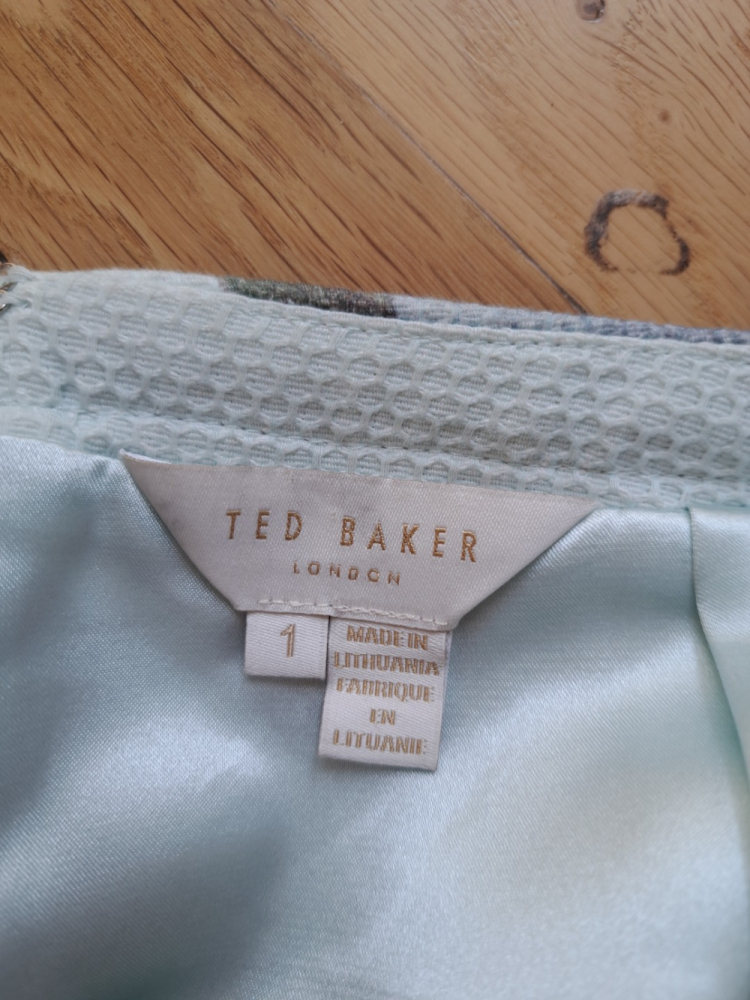 TED BAKER
LONDON
1
MADE IN
LITHUANIA
FABRIQUE
EN
LITUANIE